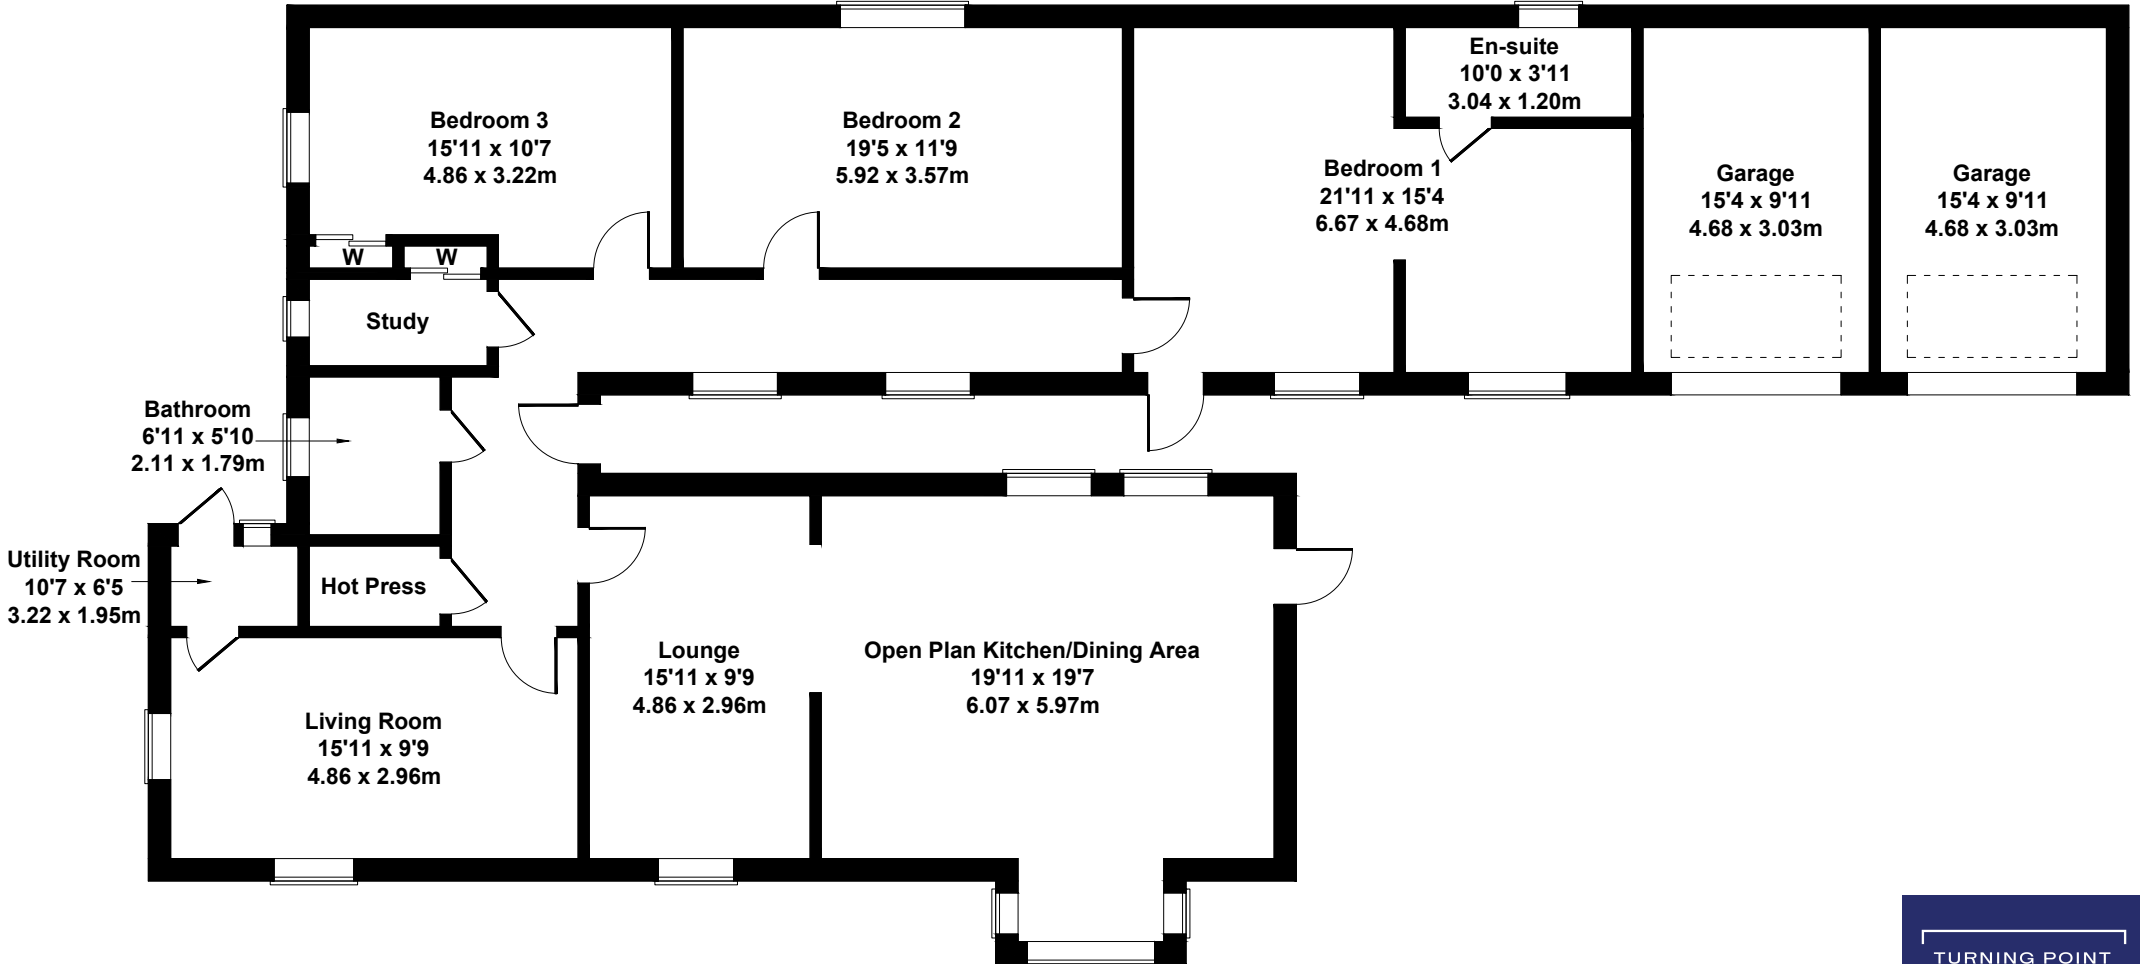 Bedroom 3
15'11 x 10'7
4.86 x 3.22m
Bedroom 2
19'5 x 11'9
5.92 x 3.57m
En-suite
10'0 x 3'11
3.04 x 1.20m
Bedroom 1
21'11 x 15'4
6.67 x 4.68m
Garage
15'4 x 9'11
4.68 x 3.03m
Garage
15'4 x 9'11
4.68 x 3.03m
W
W
Study
Bathroom
6'11 x 5'10
2.11 x 1.79m
Utility Room
10'7 x 6'5
3.22 x 1.95m
Hot Press
Lounge
15'11 x 9'9
4.86 x 2.96m
Open Plan Kitchen/Dining Area
19'11 x 19'7
6.07 x 5.97m
Living Room
15'11 x 9'9
4.86 x 2.96m
TURNING POINT